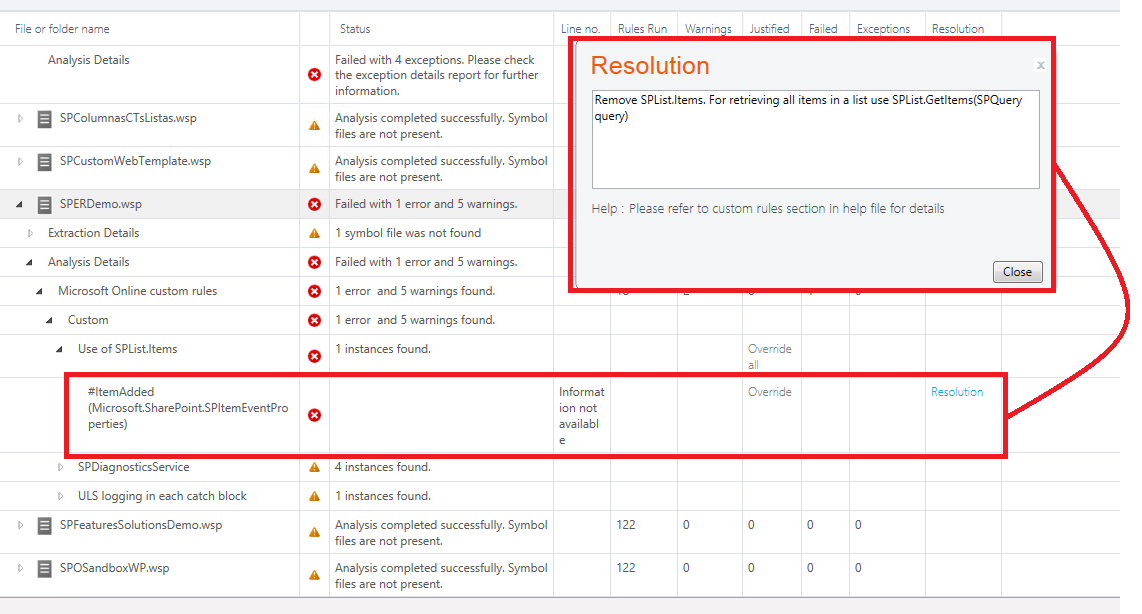 File or folder name Status Line no. Rules Run Warnings Justified Failed Exceptions Resolution
Analysis Details
Failed with 4 exceptions. Please check
the exception details report for further
information.
Resolution
x
Remove SPList.Items. For retrieving all items in a list use SPList.GetItems(SPQuery
query)
Help : Please refer to custom rules section in help file for details
Close
SPColumnasCTsListas.wsp
Analysis completed successfully. Symbol
files are not present.
SPCustomWebTemplate.wsp
Analysis completed successfully. Symbol
files are not present.
SPERDemo.wsp Failed with 1 error and 5 warnings.
Extraction Details 1 symbol file was not found
Analysis Details Failed with 1 error and 5 warnings.
Microsoft Online custom rules 1 error and 5 warnings found.
Custom 1 error and 5 warnings found.
Use of SPList.Items 1 instances found. Override
all
#ItemAdded
(Microsoft.SharePoint.SPItemEventPro
perties)
Informat
ion not
availabl
e
Override
Resolution
SPDiagnosticsService 4 instances found.
ULS logging in each catch block 1 instances found.
SPFeaturesSolutionsDemo.wsp
Analysis completed successfully. Symbol
files are not present.
122 0 0 0 0
SPOSandboxWP.wsp
Analysis completed successfully. Symbol
files are not present.
122 0 0 0 0